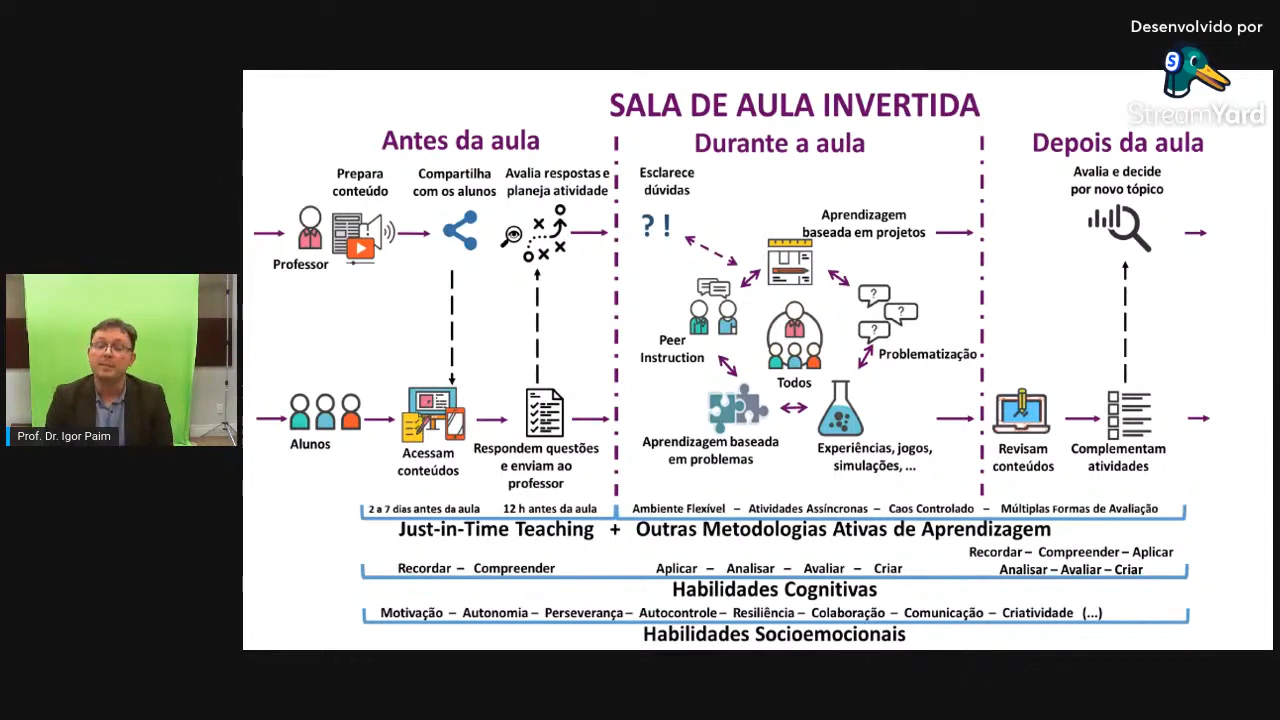 Desenvolvido por
StreamYard
SALA DE AULA INVERTIDA
Antes da aula
Durante a aula
Depois da aula
Prepara
conteúdo
Compartilha
com os alunos
Avalia respostas e
planeja atividade
Esclarece
dúvidas
? !
Aprendizagem
baseada em projetos
Avalia e decide
por novo tópico
Professor
Peer
Instruction
Todos
?
?
?
Problematização
Alunos
Acessam
conteúdos
Respondem questões
e enviam ao
professor
Aprendizagem baseada
em problemas
Experiências, jogos,
simulações, ...
Revisam
conteúdos
Complementam
atividades
2 a 7 dias antes da aula
12 h antes da aula
Ambiente Flexível – Atividades Assíncronas – Caos Controlado – Múltiplas Formas de Avaliação
Just-in-Time Teaching + Outras Metodologias Ativas de Aprendizagem
Recordar – Compreender
Aplicar – Analisar – Avaliar – Criar
Recordar – Compreender – Aplicar
Analisar – Avaliar – Criar
Habilidades Cognitivas
Motivação – Autonomia – Perseverança – Autocontrole – Resiliência – Colaboração – Comunicação – Criatividade (...)
Habilidades Socioemocionais
Prof. Dr. Igor Paim